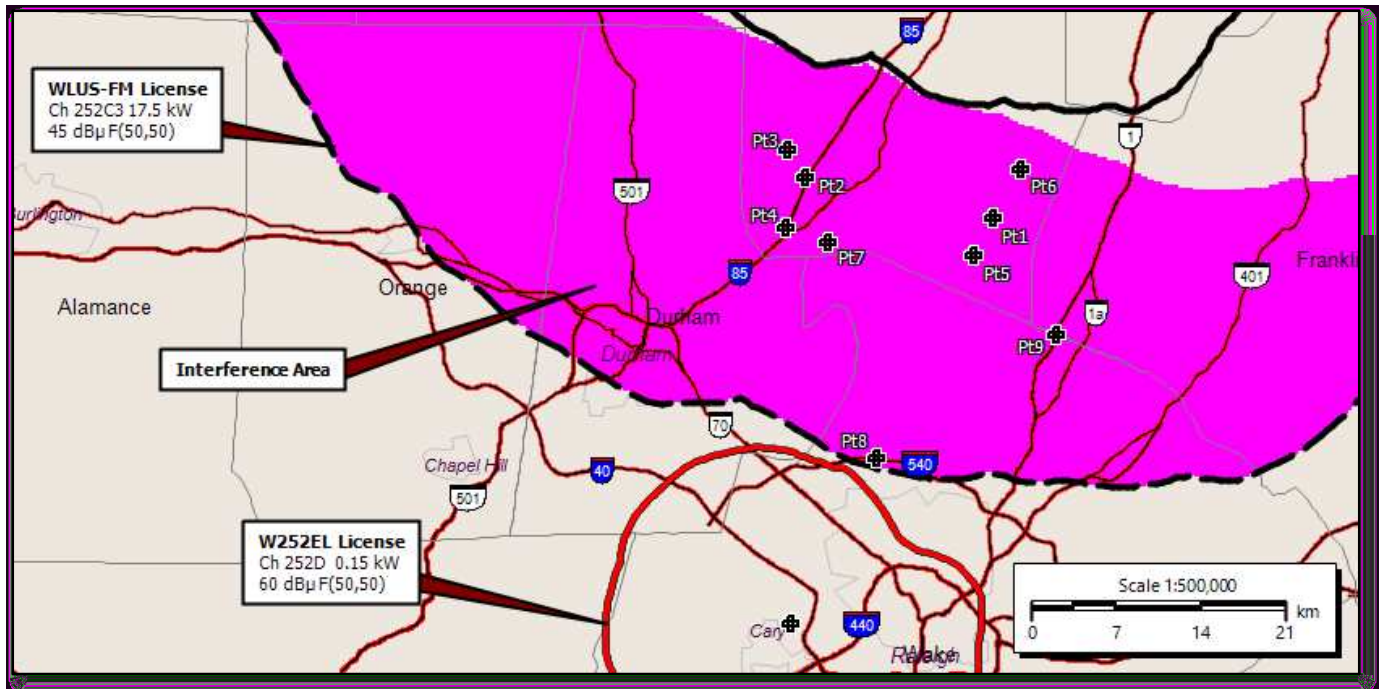 85
WLUS-FM License
Ch 252C3 17.5 kW
45 dBµ F(50,50)
1
Pt3
Pt2
Pt6
501
Burlington
Pt4
Pt1
Pt7
Pt5
85
401
Franklin
Orange
Alamance
1a
Durham
Pt9
Durham
Interference Area
70
Pt8
540
Chapel Hill
40
501
W252EL License
Ch 252D 0.15 kW
60 dBµ F(50,50)
Scale 1:500,000
km
0 7 14 21
Cary
440
Wake
Raleigh